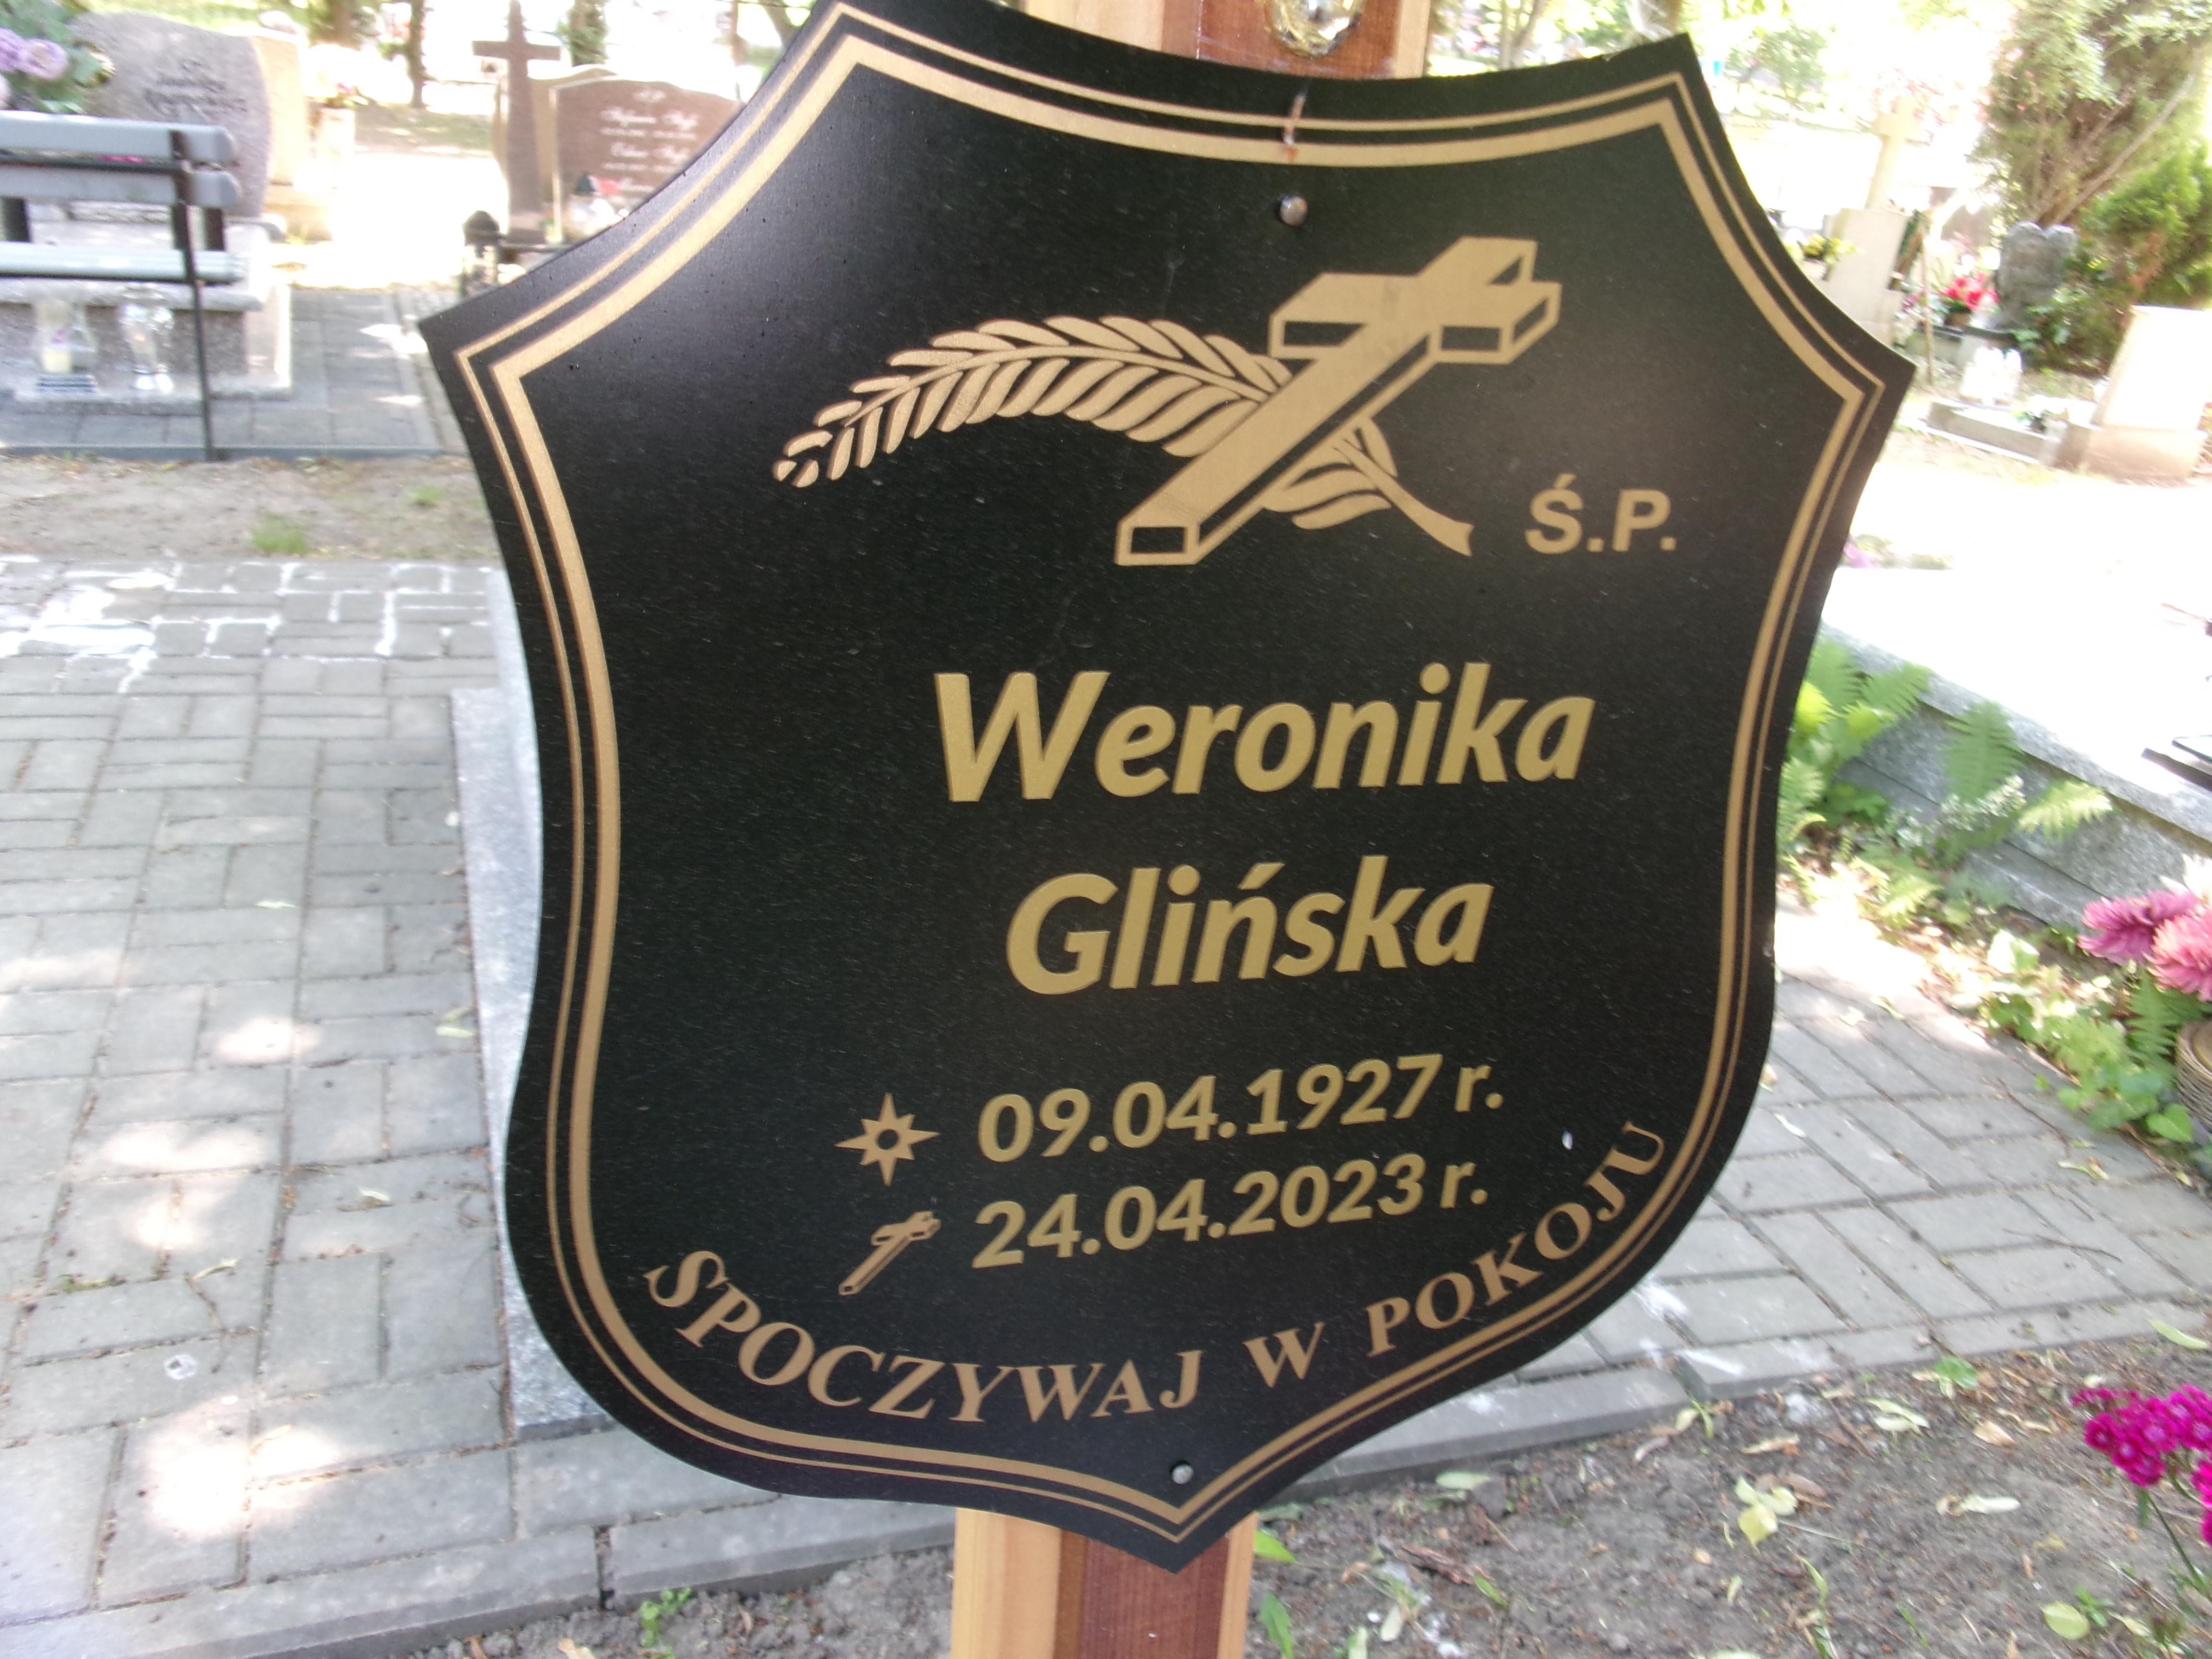 Ś.P.
Weronika
Glińska
09.04.1927 r.
24.04.2023 r.
SPOCZYWAJ W POKOJU